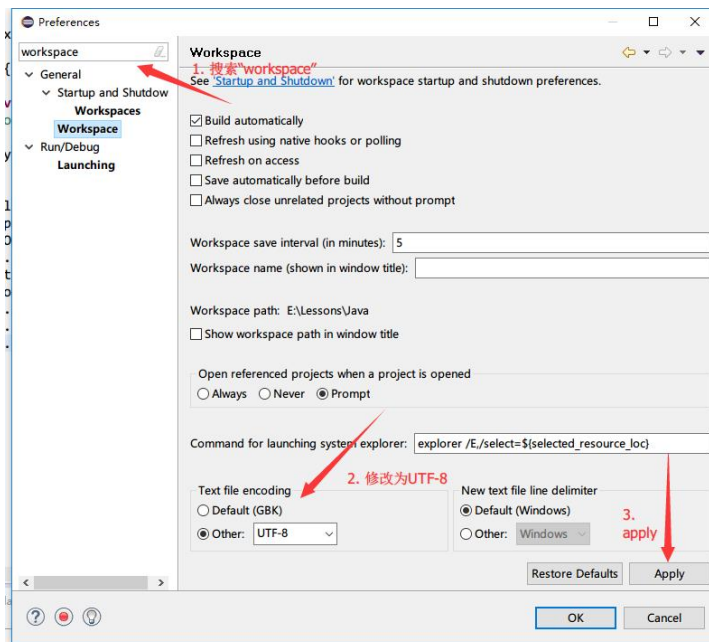 Preferences
workspace
Workspace
1. 搜索“workspace”
See 'Startup and Shutdown' for workspace startup and shutdown preferences.
General
Startup and Shutdow
Workspaces
Workspace
Run/Debug
Launching
Build automatically
Refresh using native hooks or polling
Refresh on access
Save automatically before build
Always close unrelated projects without prompt
Workspace save interval (in minutes): 5
Workspace name (shown in window title):
Workspace path: E:\Lessons\Java
Show workspace path in window title
Open referenced projects when a project is opened
Always Never Prompt
Command for launching system explorer: explorer /E,/select=${selected_resource_loc}
2. 修改为UTF-8
Text file encoding
Default (GBK)
Other: UTF-8
New text file line delimiter
Default (Windows)
Other: Windows
3.
apply
Restore Defaults Apply
OK Cancel